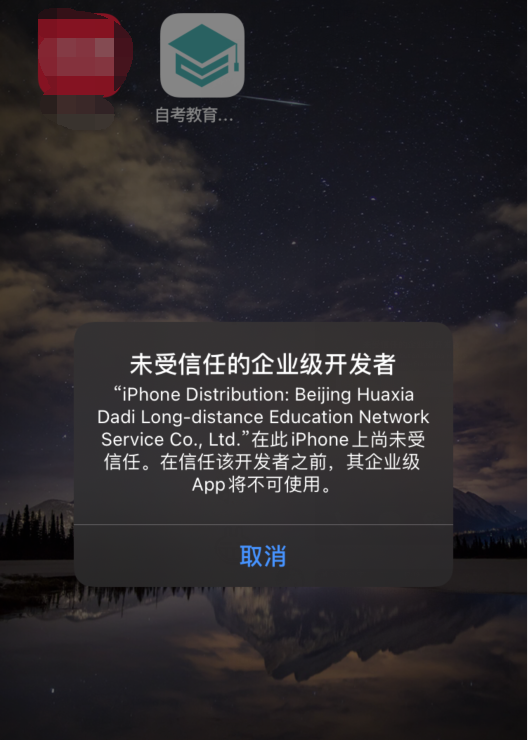 自考教育...
未受信任的企业级开发者
“iPhone Distribution: Beijing Huaxia
Dadi Long-distance Education Network
Service Co., Ltd.”在此 iPhone 上尚未受
信任。在信任该开发者之前，其企业级
App 将不可使用。
取消